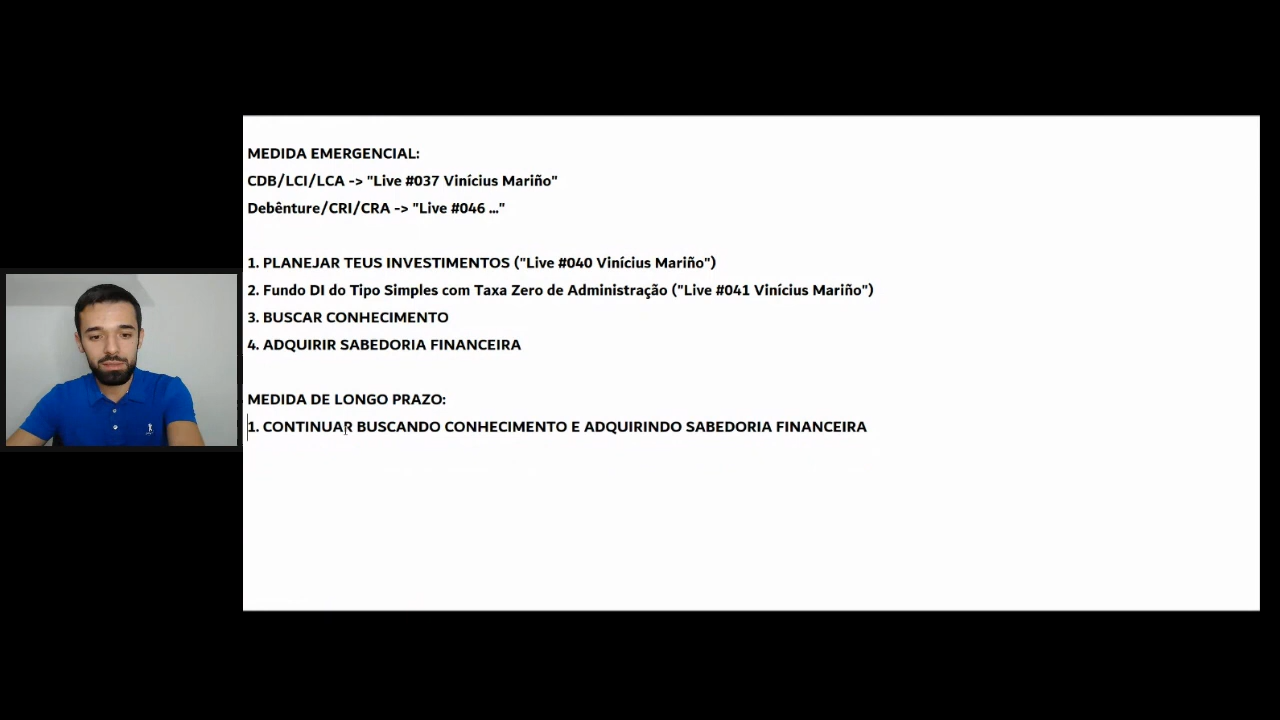 MEDIDA EMERGENCIAL:
CDB/LCI/LCA -> "Live #037 Vinícius Mariño"
Debênture/CRI/CRA -> "Live #046 ..."
1. PLANEJAR TEUS INVESTIMENTOS ("Live #040 Vinícius Mariño")
2. Fundo DI do Tipo Simples com Taxa Zero de Administração ("Live #041 Vinícius Mariño")
3. BUSCAR CONHECIMENTO
4. ADQUIRIR SABEDORIA FINANCEIRA
MEDIDA DE LONGO PRAZO:
1. CONTINUAR BUSCANDO CONHECIMENTO E ADQUIRINDO SABEDORIA FINANCEIRA